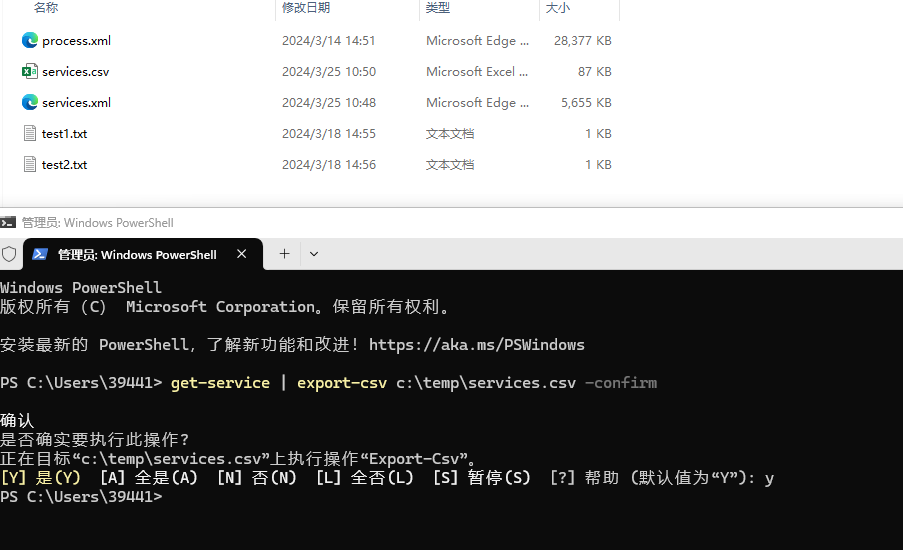 名称 修改日期 类型 大小
process.xml 2024/3/14 14:51 Microsoft Edge ... 28,377 KB
services.csv 2024/3/25 10:50 Microsoft Excel ... 87 KB
services.xml 2024/3/25 10:48 Microsoft Edge ... 5,655 KB
test1.txt 2024/3/18 14:55 文本文档 1 KB
test2.txt 2024/3/18 14:56 文本文档 1 KB
管理员: Windows PowerShell
管理员: Windows PowerShell
Windows PowerShell
版权所有 (C) Microsoft Corporation。保留所有权利。
安装最新的 PowerShell，了解新功能和改进！https://aka.ms/PSWindows
PS C:\Users\39441> get-service | export-csv c:\temp\services.csv -confirm
确认
是否确实要执行此操作?
正在目标“c:\temp\services.csv”上执行操作“Export-Csv”。
[Y] 是(Y) [A] 全是(A) [N] 否(N) [L] 全否(L) [S] 暂停(S) [?] 帮助 (默认值为“Y”): y
PS C:\Users\39441>